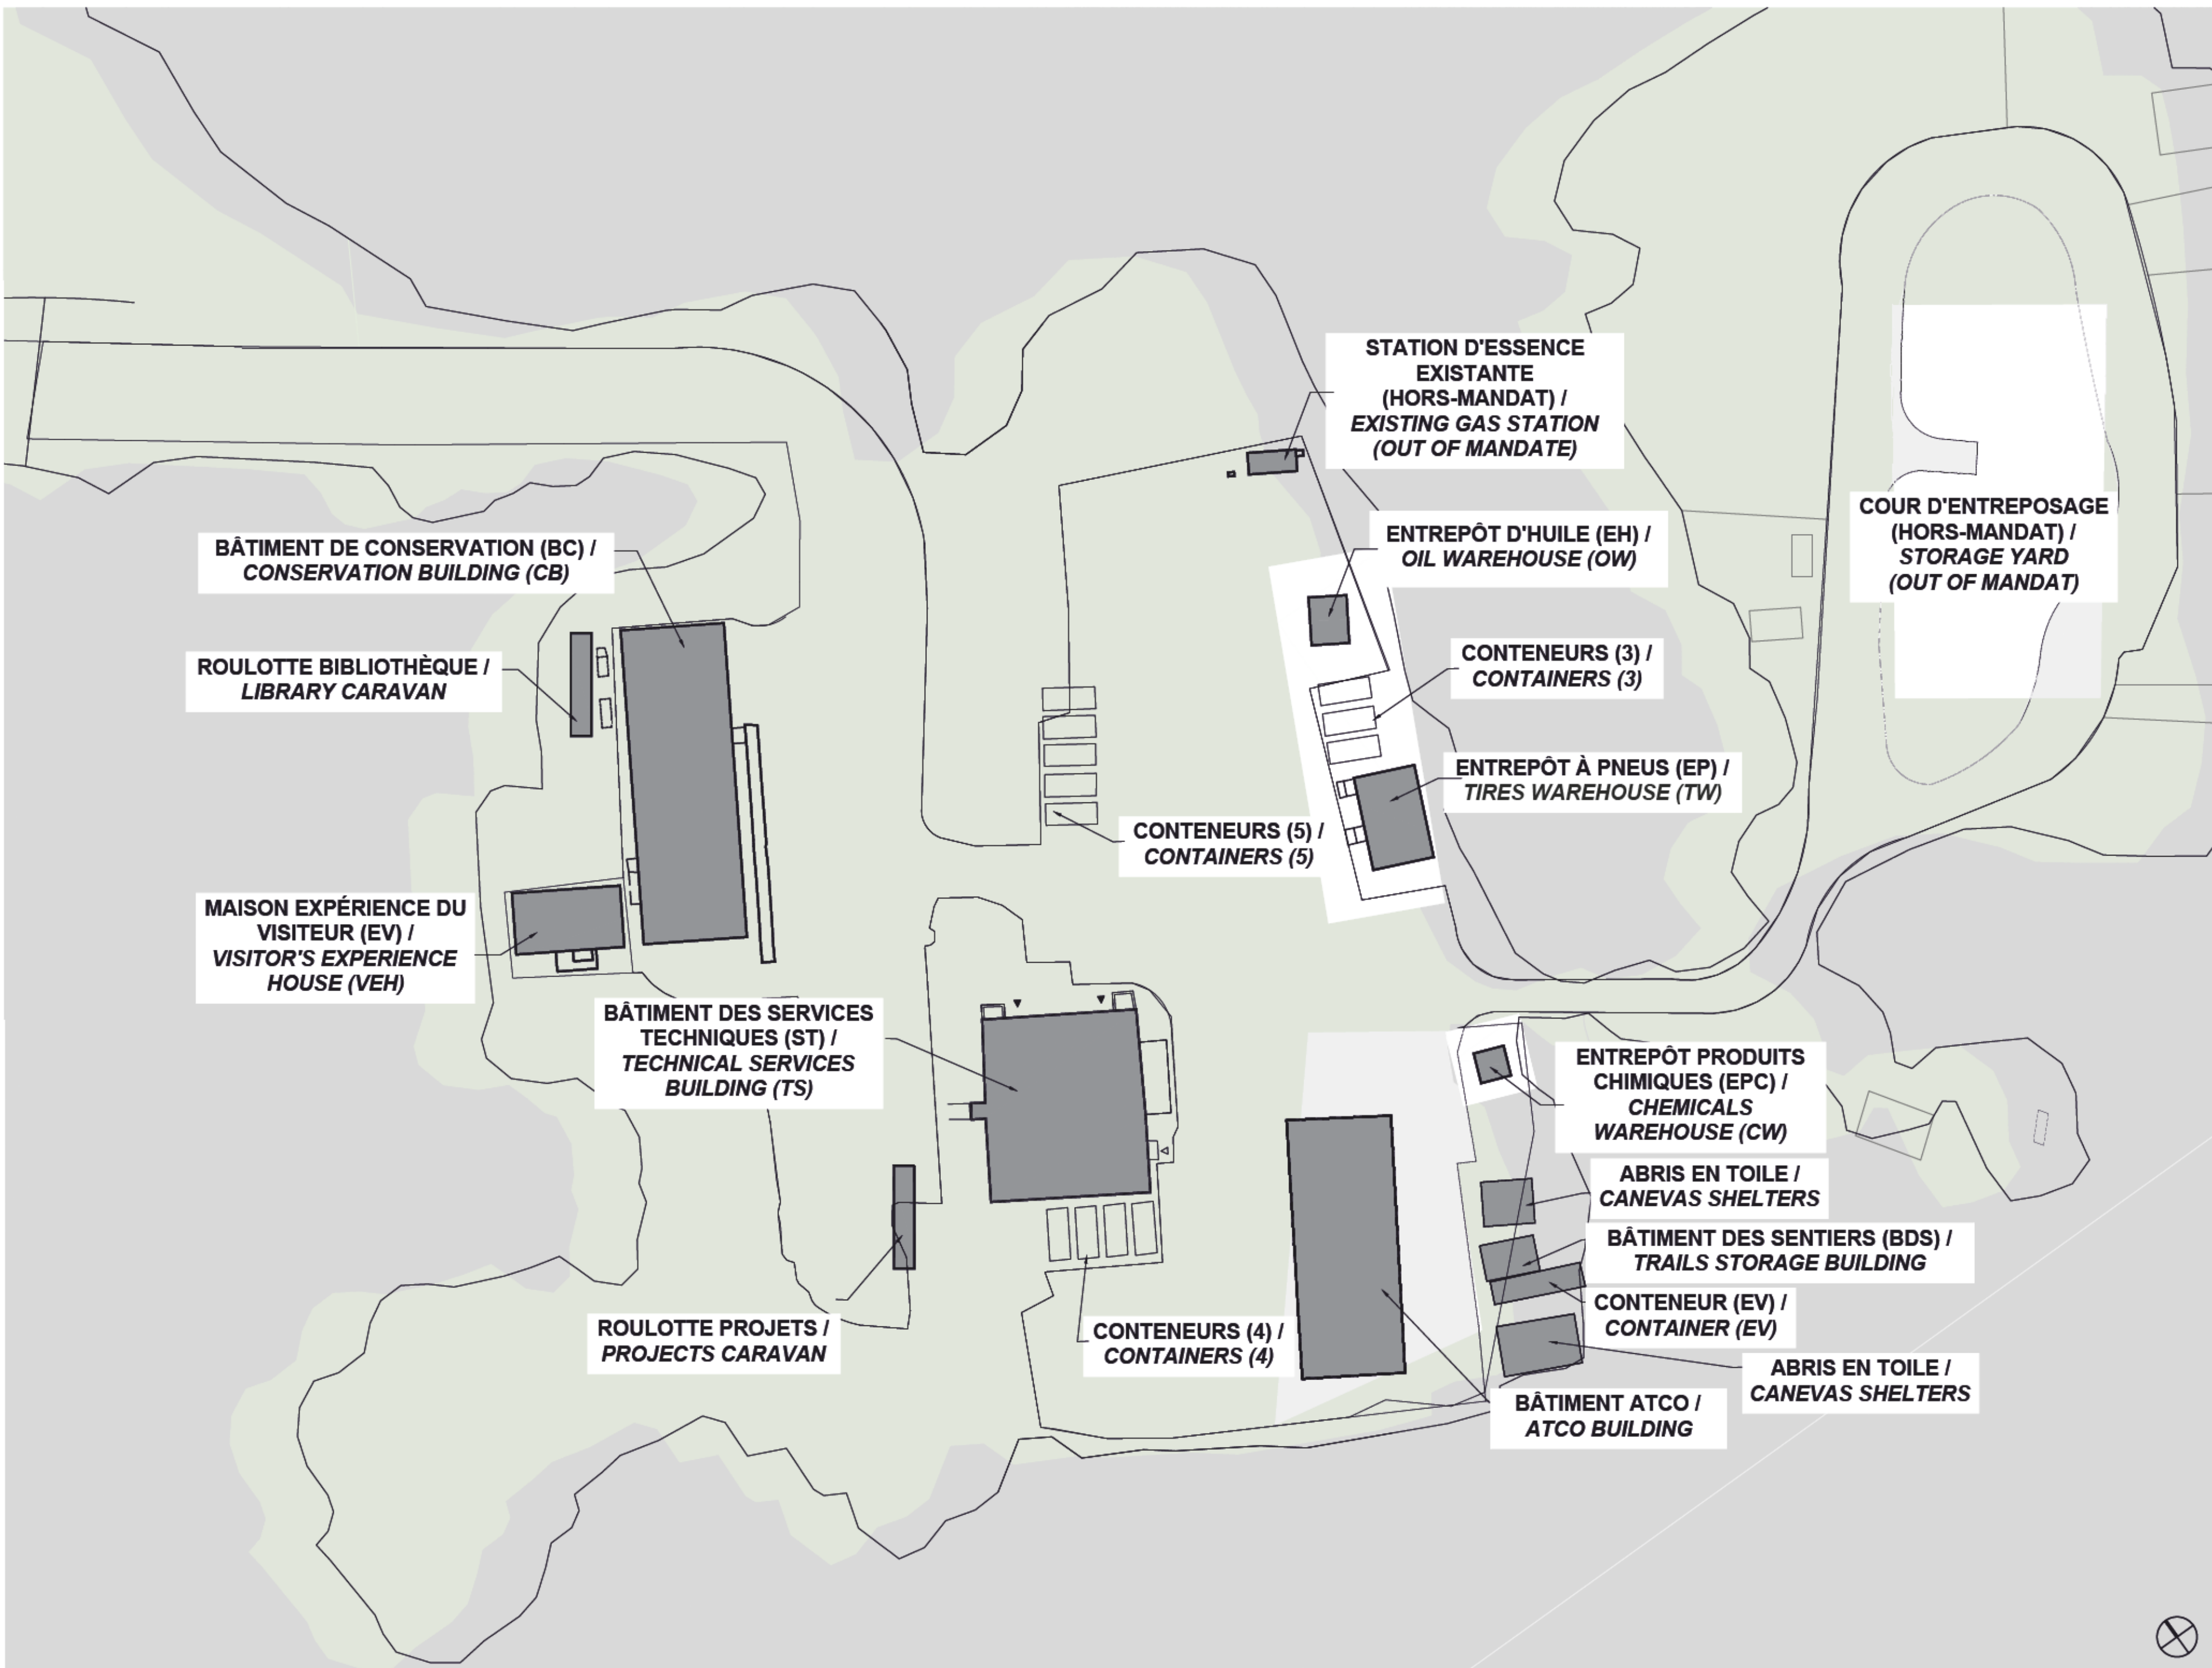 STATION D'ESSENCE
EXISTANTE
(HORS-MANDAT) /
EXISTING GAS STATION
(OUT OF MANDATE)
COUR D'ENTREPOSAGE
(HORS-MANDAT) /
STORAGE YARD
(OUT OF MANDAT)
ENTREPÔT D'HUILE (EH) /
OIL WAREHOUSE (OW)
BÂTIMENT DE CONSERVATION (BC) /
CONSERVATION BUILDING (CB)
ROULOTTE BIBLIOTHÈQUE /
LIBRARY CARAVAN
CONTENEURS (3) /
CONTAINERS (3)
ENTREPÔT À PNEUS (EP) /
TIRES WAREHOUSE (TW)
CONTENEURS (5) /
CONTAINERS (5)
MAISON EXPÉRIENCE DU
VISITEUR (EV) /
VISITOR'S EXPERIENCE
HOUSE (VEH)
BÂTIMENT DES SERVICES
TECHNIQUES (ST) /
TECHNICAL SERVICES
BUILDING (TS)
ENTREPÔT PRODUITS
CHIMIQUES (EPC) /
CHEMICALS
WAREHOUSE (CW)
ABRIS EN TOILE /
CANEVAS SHELTERS
BÂTIMENT DES SENTIERS (BDS) /
TRAILS STORAGE BUILDING
CONTENEUR (EV) /
CONTAINER (EV)
ROULOTTE PROJETS /
PROJECTS CARAVAN
CONTENEURS (4) /
CONTAINERS (4)
ABRIS EN TOILE /
CANEVAS SHELTERS
BÂTIMENT ATCO /
ATCO BUILDING